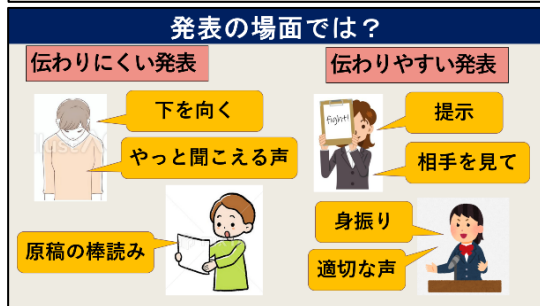 発表の場面では？
伝わりにくい発表
伝わりやすい発表
下を向く
やっと聞こえる声
原稿の棒読み
fight!
提示
相手を見て
身振り
適切な声